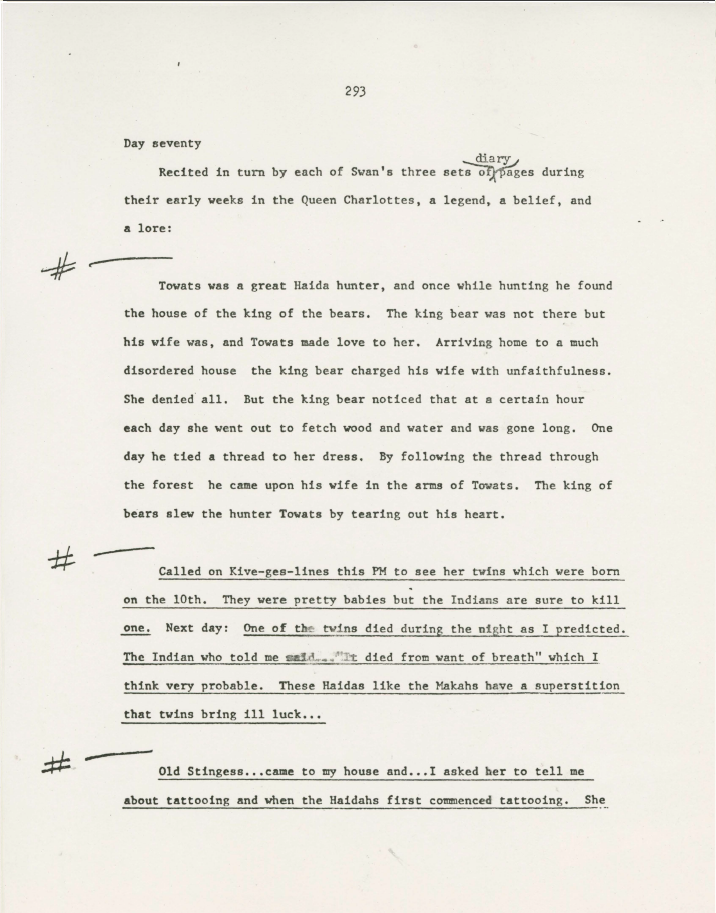 293
Day seventy
diary
Recited in turn by each of Swan's three sets of pages during
their early weeks in the Queen Charlottes, a legend, a belief, and
a lore:
#
Towats was a great Haida hunter, and once while hunting he found
the house of the king of the bears. The king bear was not there but
his wife was, and Towats made love to her. Arriving home to a much
disordered house the king bear charged his wife with unfaithfulness.
She denied all. But the king bear noticed that at a certain hour
each day she went out to fetch wood and water and was gone long. One
day he tied a thread to her dress. By following the thread through
the forest he came upon his wife in the arms of Towats. The king of
bears slew the hunter Towats by tearing out his heart.
#
Called on Kive-ges-lines this PM to see her twins which were born
on the 10th. They were pretty babies but the Indians are sure to kill
one. Next day: One of the twins died during the night as I predicted.
The Indian who told me said..."It died from want of breath" which I
think very probable. These Haidas like the Makahs have a superstition
that twins bring ill luck...
#
Old Stingess...came to my house and...I asked her to tell me
about tattooing and when the Haidahs first commenced tattooing. She